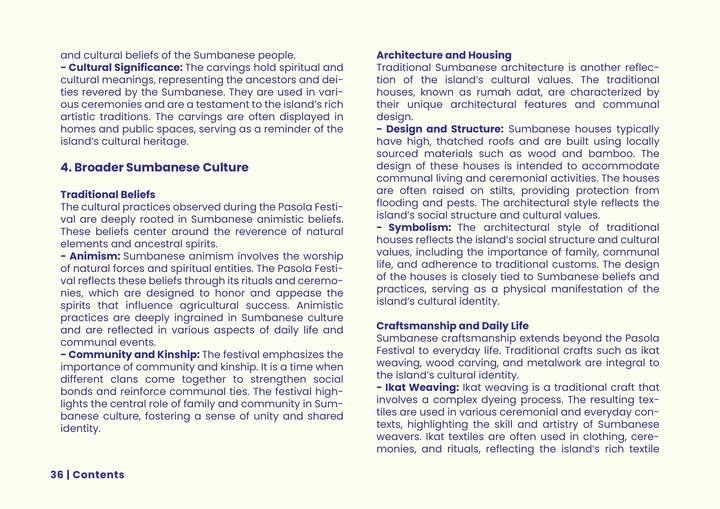 and cultural beliefs of the Sumbanese people.
- Cultural Significance: The carvings hold spiritual and
cultural meanings, representing the ancestors and dei-
ties revered by the Sumbanese. They are used in vari-
ous ceremonies and are a testament to the island's rich
artistic traditions. The carvings are often displayed in
homes and public spaces, serving as a reminder of the
island's cultural heritage.
4. Broader Sumbanese Culture
Traditional Beliefs
The cultural practices observed during the Pasola Festi-
val are deeply rooted in Sumbanese animistic beliefs.
These beliefs center around the reverence of natural
elements and ancestral spirits.
- Animism: Sumbanese animism involves the worship
of natural forces and spiritual entities. The Pasola Festi-
val reflects these beliefs through its rituals and ceremo-
nies, which are designed to honor and appease the
spirits that influence agricultural success. Animistic
practices are deeply ingrained in Sumbanese culture
and are reflected in various aspects of daily life and
communal events.
- Community and Kinship: The festival emphasizes the
importance of community and kinship. It is a time when
different clans come together to strengthen social
bonds and reinforce communal ties. The festival high-
lights the central role of family and community in Sum-
banese culture, fostering a sense of unity and shared
identity.
Architecture and Housing
Traditional Sumbanese architecture is another reflec-
tion of the island's cultural values. The traditional
houses, known as rumah adat, are characterized by
their unique architectural features and communal
design.
- Design and Structure: Sumbanese houses typically
have high, thatched roofs and are built using locally
sourced materials such as wood and bamboo. The
design of these houses is intended to accommodate
communal living and ceremonial activities. The houses
are often raised on stilts, providing protection from
flooding and pests. The architectural style reflects the
island's social structure and cultural values.
- Symbolism: The architectural style of traditional
houses reflects the island's social structure and cultural
values, including the importance of family, communal
life, and adherence to traditional customs. The design
of the houses is closely tied to Sumbanese beliefs and
practices, serving as a physical manifestation of the
island's cultural identity.
Craftsmanship and Daily Life
Sumbanese craftsmanship extends beyond the Pasola
Festival to everyday life. Traditional crafts such as ikat
weaving, wood carving, and metalwork are integral to
the island's cultural identity.
- Ikat Weaving: Ikat weaving is a traditional craft that
involves a complex dyeing process. The resulting tex-
tiles are used in various ceremonial and everyday con-
texts, highlighting the skill and artistry of Sumbanese
weavers. Ikat textiles are often used in clothing, cere-
monies, and rituals, reflecting the island's rich textile
36 | Contents